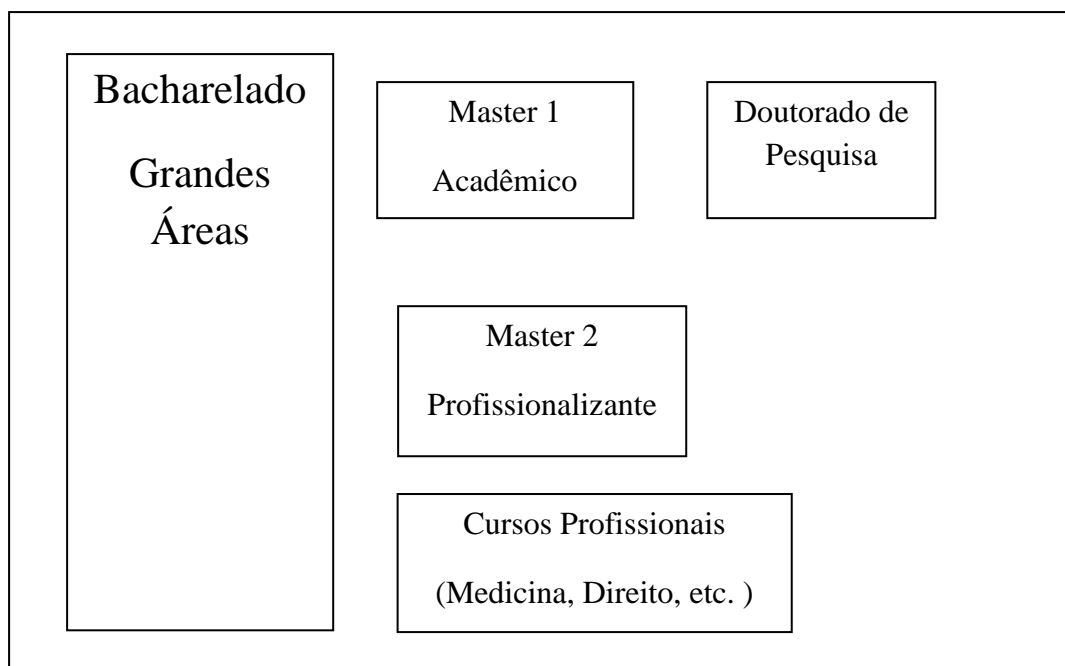 Bacharelado
Grandes
Áreas
Master 1
Acadêmico
Doutorado de
Pesquisa
Master 2
Profissionalizante
Cursos Profissionais
(Medicina, Direito, etc. )